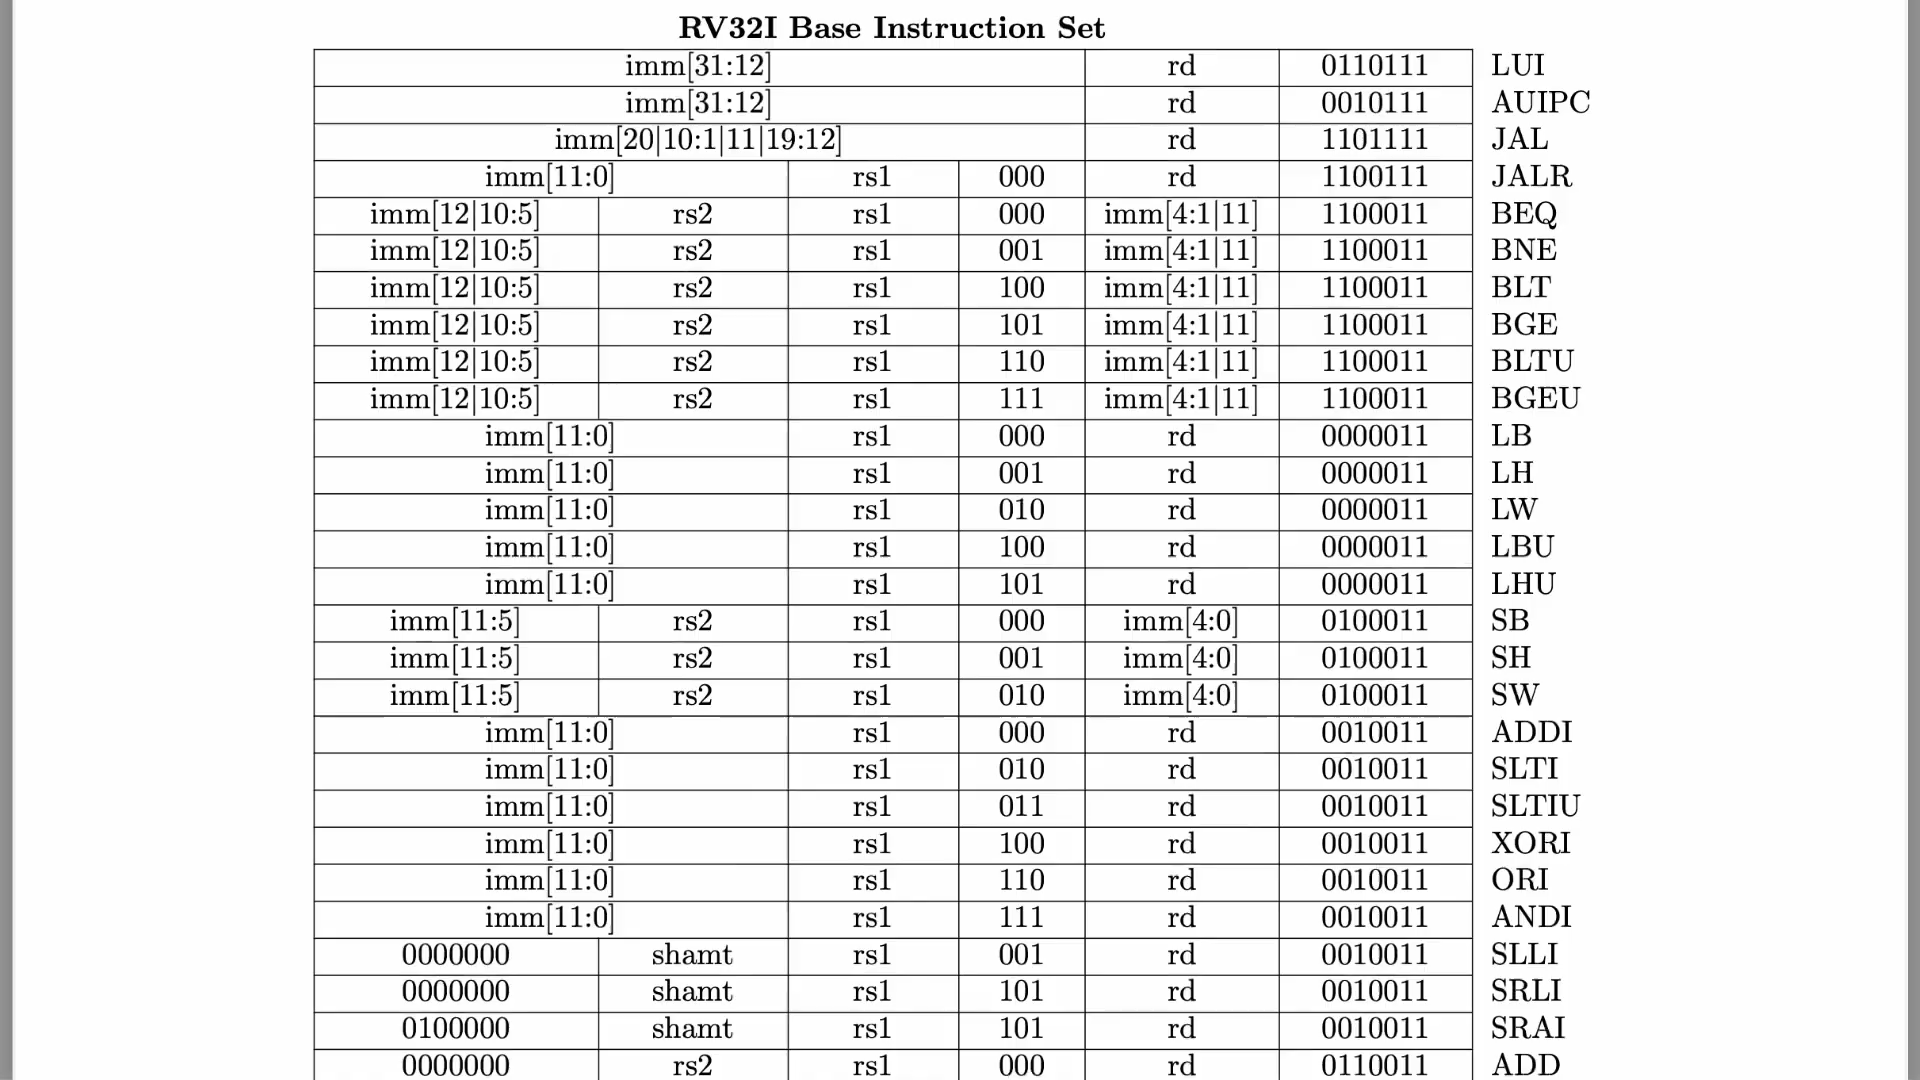 RV32I Base Instruction Set
imm[31:12] rd 0110111 LUI
imm[31:12] rd 0010111 AUIPC
imm[20|10:1|11|19:12] rd 1101111 JAL
imm[11:0] rs1 000 rd 1100111 JALR
imm[12|10:5] rs2 rs1 000 imm[4:1|11] 1100011 BEQ
imm[12|10:5] rs2 rs1 001 imm[4:1|11] 1100011 BNE
imm[12|10:5] rs2 rs1 100 imm[4:1|11] 1100011 BLT
imm[12|10:5] rs2 rs1 101 imm[4:1|11] 1100011 BGE
imm[12|10:5] rs2 rs1 110 imm[4:1|11] 1100011 BLTU
imm[12|10:5] rs2 rs1 111 imm[4:1|11] 1100011 BGEU
imm[11:0] rs1 000 rd 0000011 LB
imm[11:0] rs1 001 rd 0000011 LH
imm[11:0] rs1 010 rd 0000011 LW
imm[11:0] rs1 100 rd 0000011 LBU
imm[11:0] rs1 101 rd 0000011 LHU
imm[11:5] rs2 rs1 000 imm[4:0] 0100011 SB
imm[11:5] rs2 rs1 001 imm[4:0] 0100011 SH
imm[11:5] rs2 rs1 010 imm[4:0] 0100011 SW
imm[11:0] rs1 000 rd 0010011 ADDI
imm[11:0] rs1 010 rd 0010011 SLTI
imm[11:0] rs1 011 rd 0010011 SLTIU
imm[11:0] rs1 100 rd 0010011 XORI
imm[11:0] rs1 110 rd 0010011 ORI
imm[11:0] rs1 111 rd 0010011 ANDI
0000000 shamt rs1 001 rd 0010011 SLLI
0000000 shamt rs1 101 rd 0010011 SRLI
0100000 shamt rs1 101 rd 0010011 SRAI
0000000 rs2 rs1 000 rd 0110011 ADD